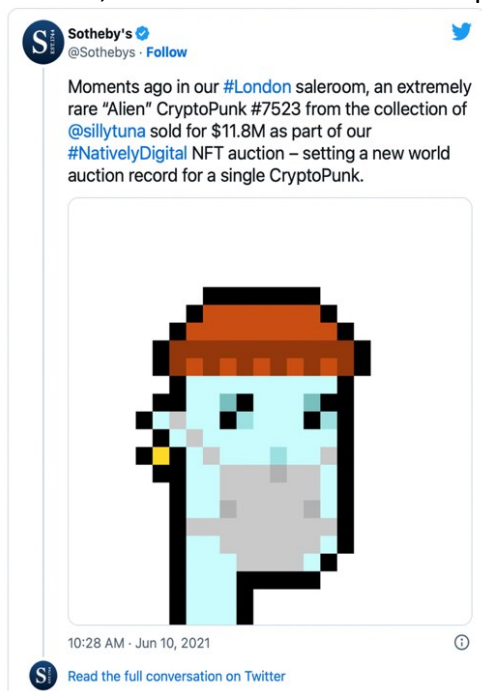 Sotheby's
@Sothebys · Follow
Moments ago in our #London saleroom, an extremely
rare “Alien” CryptoPunk #7523 from the collection of
@sillytuna sold for $11.8M as part of our
#NativelyDigital NFT auction – setting a new world
auction record for a single CryptoPunk.
10:28 AM · Jun 10, 2021
Read the full conversation on Twitter